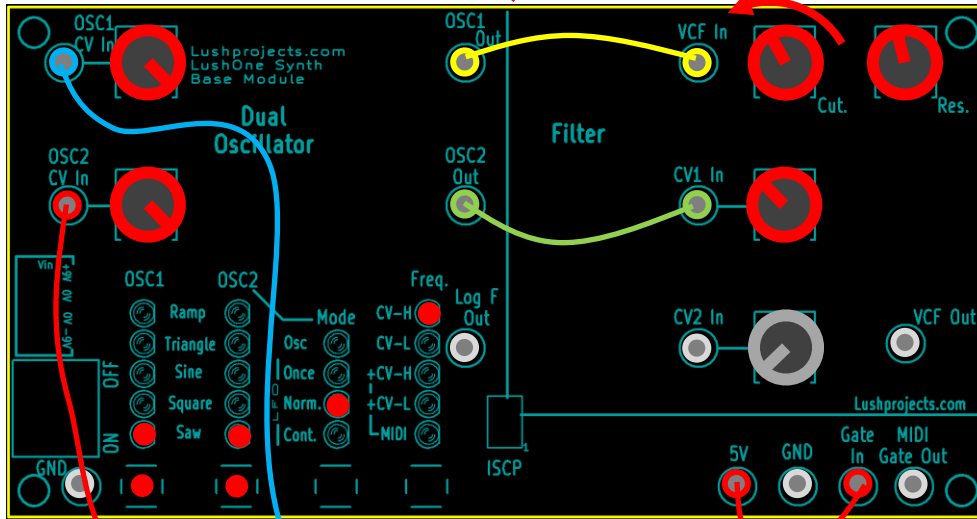 OSC1
CV In
Lushprojects.com
LushOne Synth
Base Module
OSC1
Out
VCF In
Cut.
Res.
Dual
Oscillator
Filter
OSC2
CV In
OSC2
Out
CV1 In
Vin
-V9 0V 0V V9+
OSC1
OSC2
Freq.
Ramp
Mode
CV-H
Log F
Out
CV2 In
VCF Out
Triangle
Osc
CV-L
Sine
Once
+CV-H
Square
Norm.
+CV-L
Saw
Cont.
MIDI
LFO
OFF
ON
GND
1
ISCP
Lushprojects.com
5V
GND
Gate
In
MIDI
Gate Out